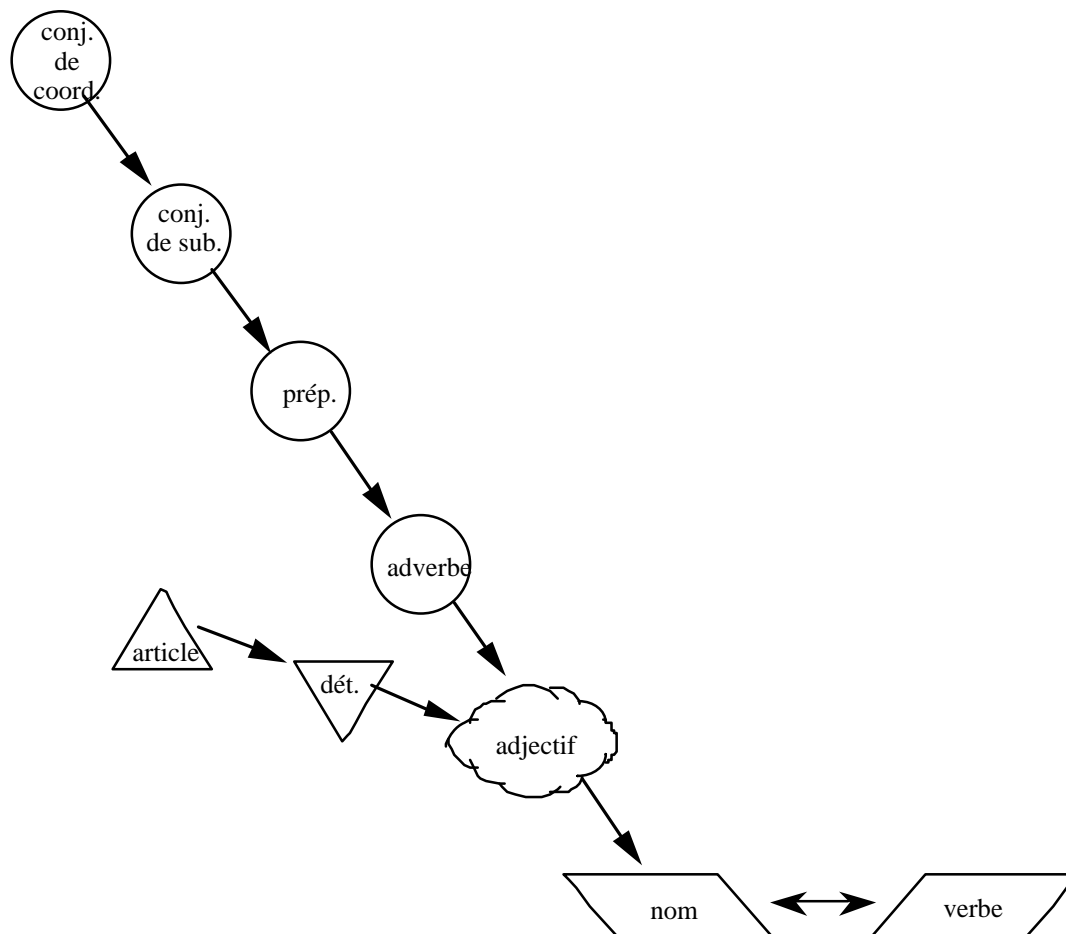 conj.
de
coord.
conj.
de sub.
prép.
adverbe
article
dét.
adjectif
nom
verbe